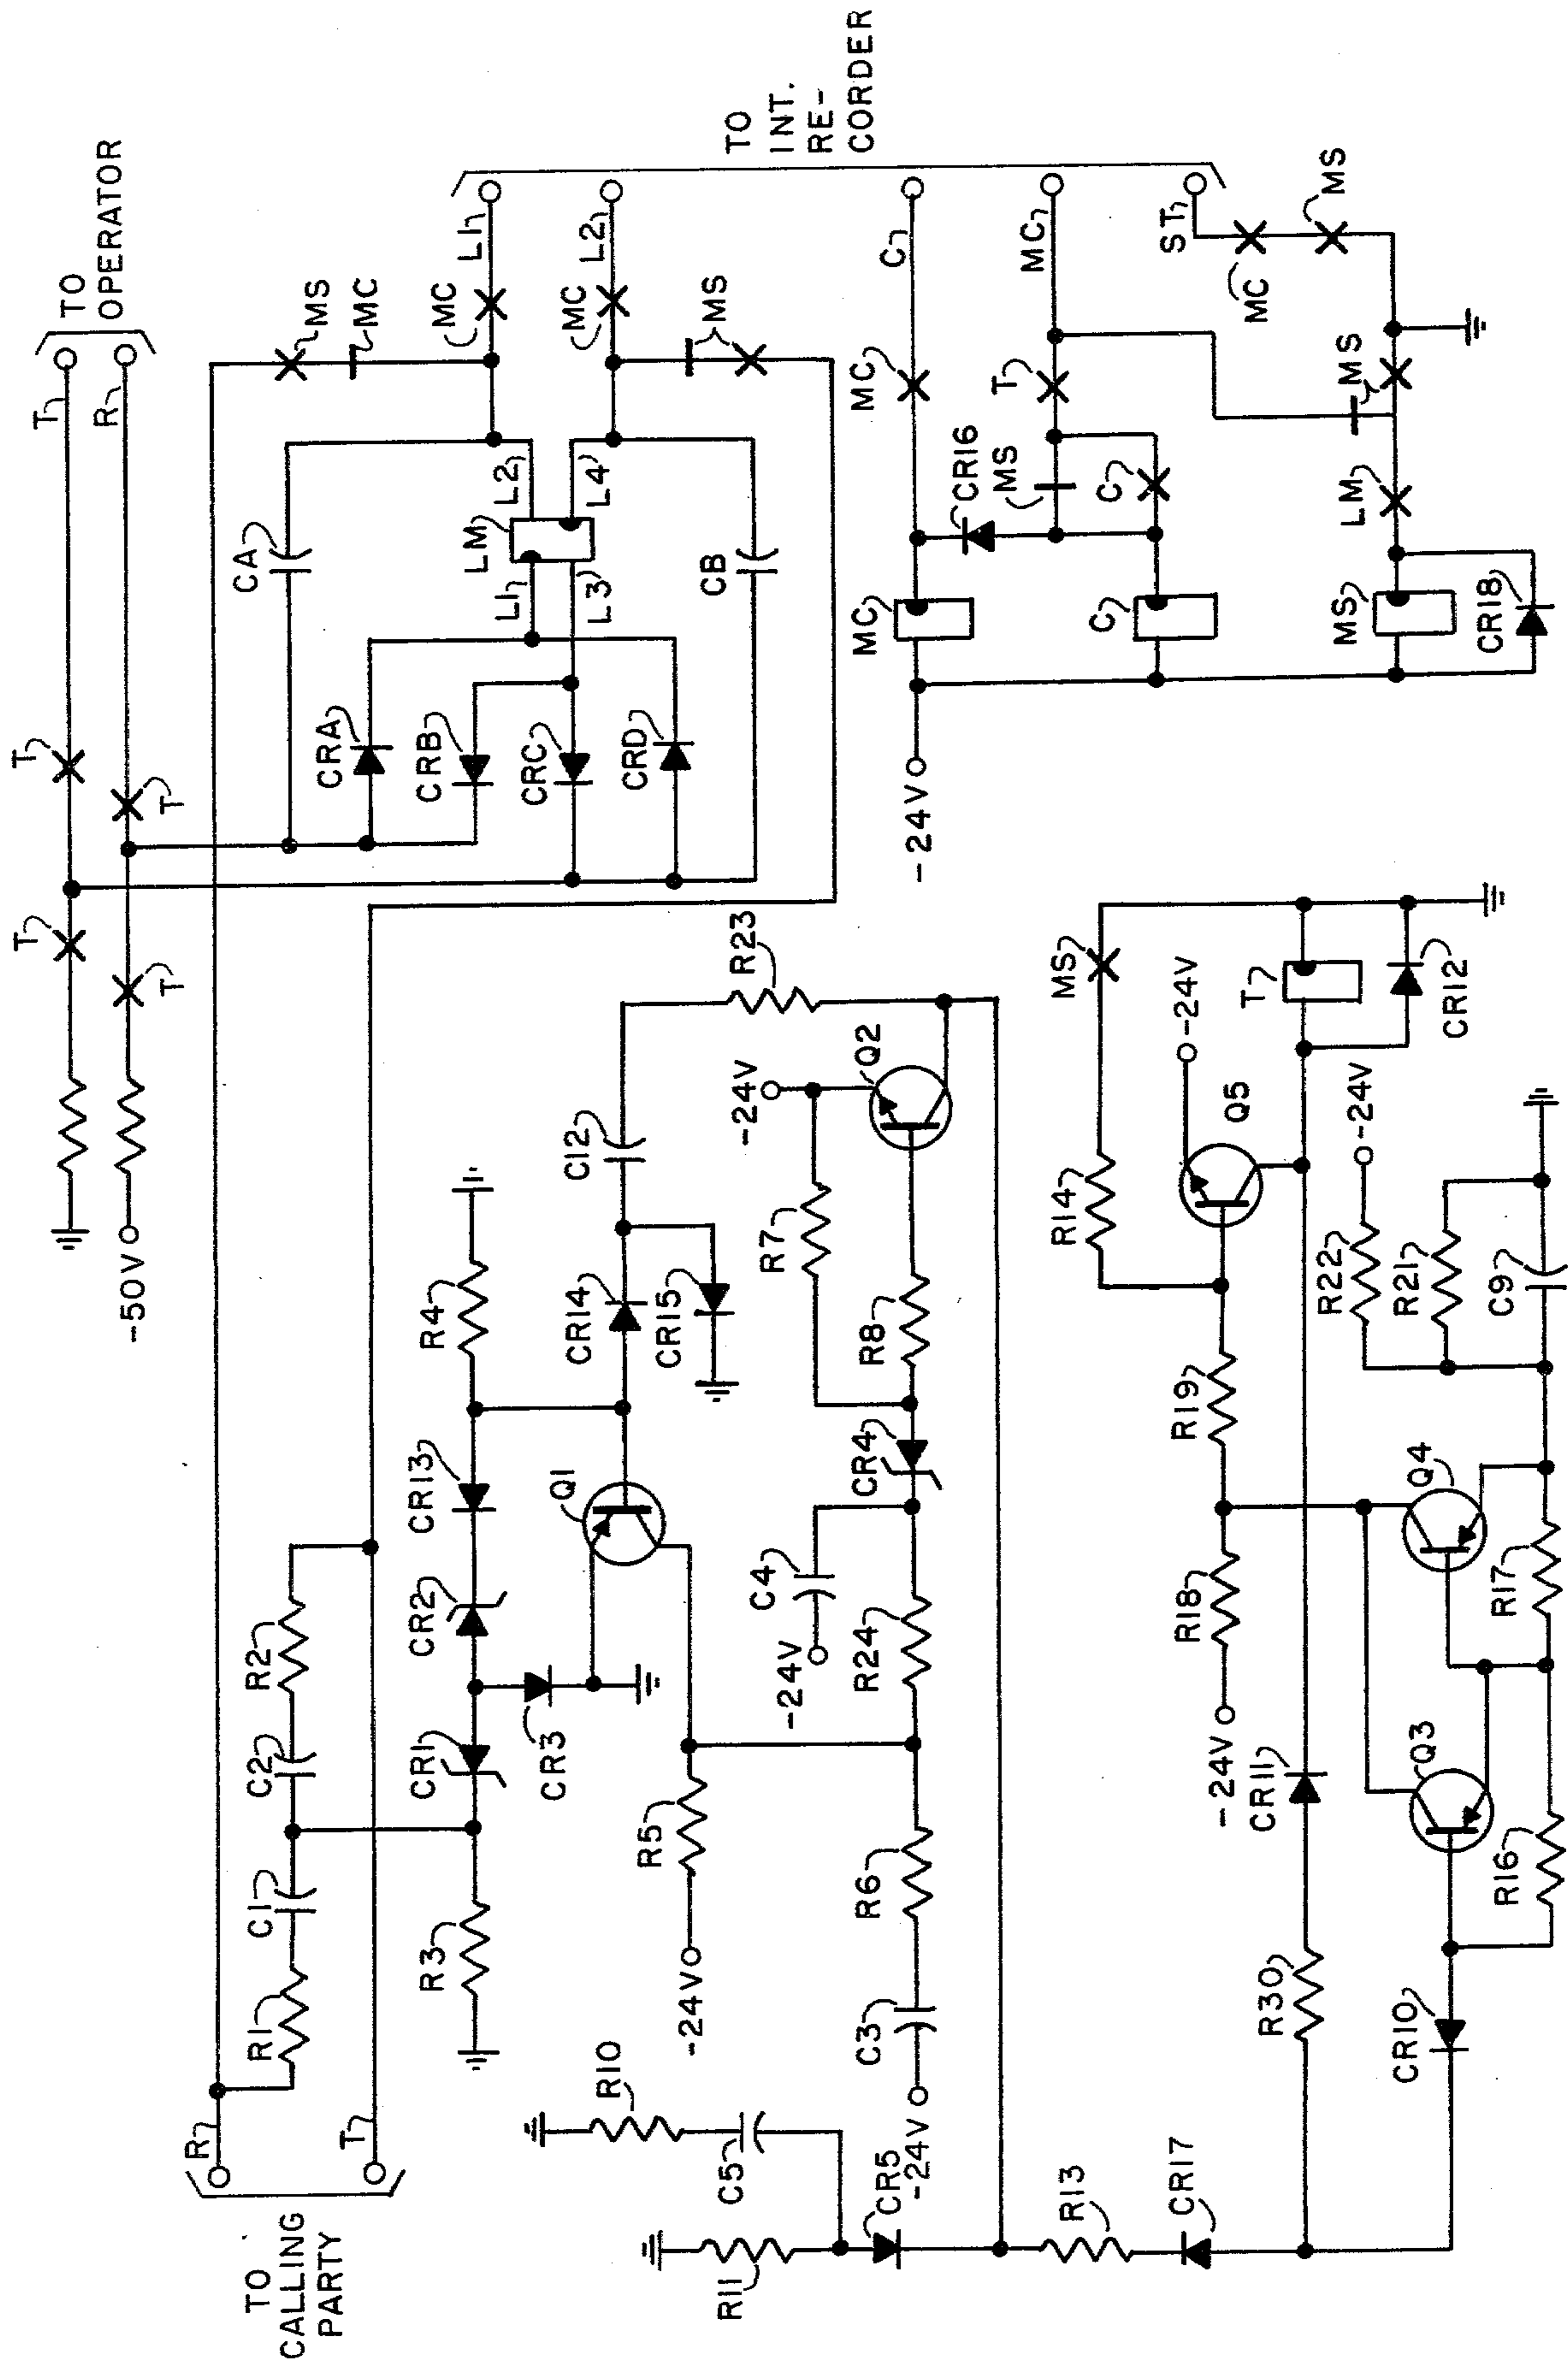 TO
OPERATOR
T
R
T
T
T
T
-50V
MS
MC
MC
L1
MC
L2
MS
TO
INT.
RE-
CORDER
CA
LM
L2
L4
L1
L3
CB
CRA
CRB
CRC
CRD
C
MC
ST
MS
MC
MC
T
CR16
MS
C
MS
LM
MC
C
MS
CR18
-24V
TO
CALLING
PARTY
R
T
R1
C1
C2
R2
R3
CR1
CR2
CR13
R4
CR3
Q1
CR14
CR15
C12
R23
R5
-24V
C4
-24V
R7
-24V
Q2
CR4
R8
R24
R6
C3
-24V
R10
C5
R11
CR5
R13
CR17
MS
-24V
Q5
T
CR12
R14
R19
R18
-24V
CR11
R30
-24V
R22
R21
C9
Q4
R17
Q3
R16
CR10